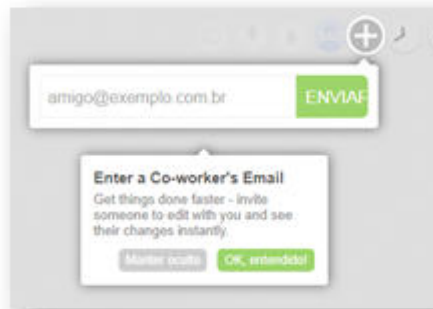 amigo@exemplo.com.br
ENVIAR
Enter a Co-worker's Email
Get things done faster - invite
someone to edit with you and see
their changes instantly.
Manter oculto
OK, entendido!